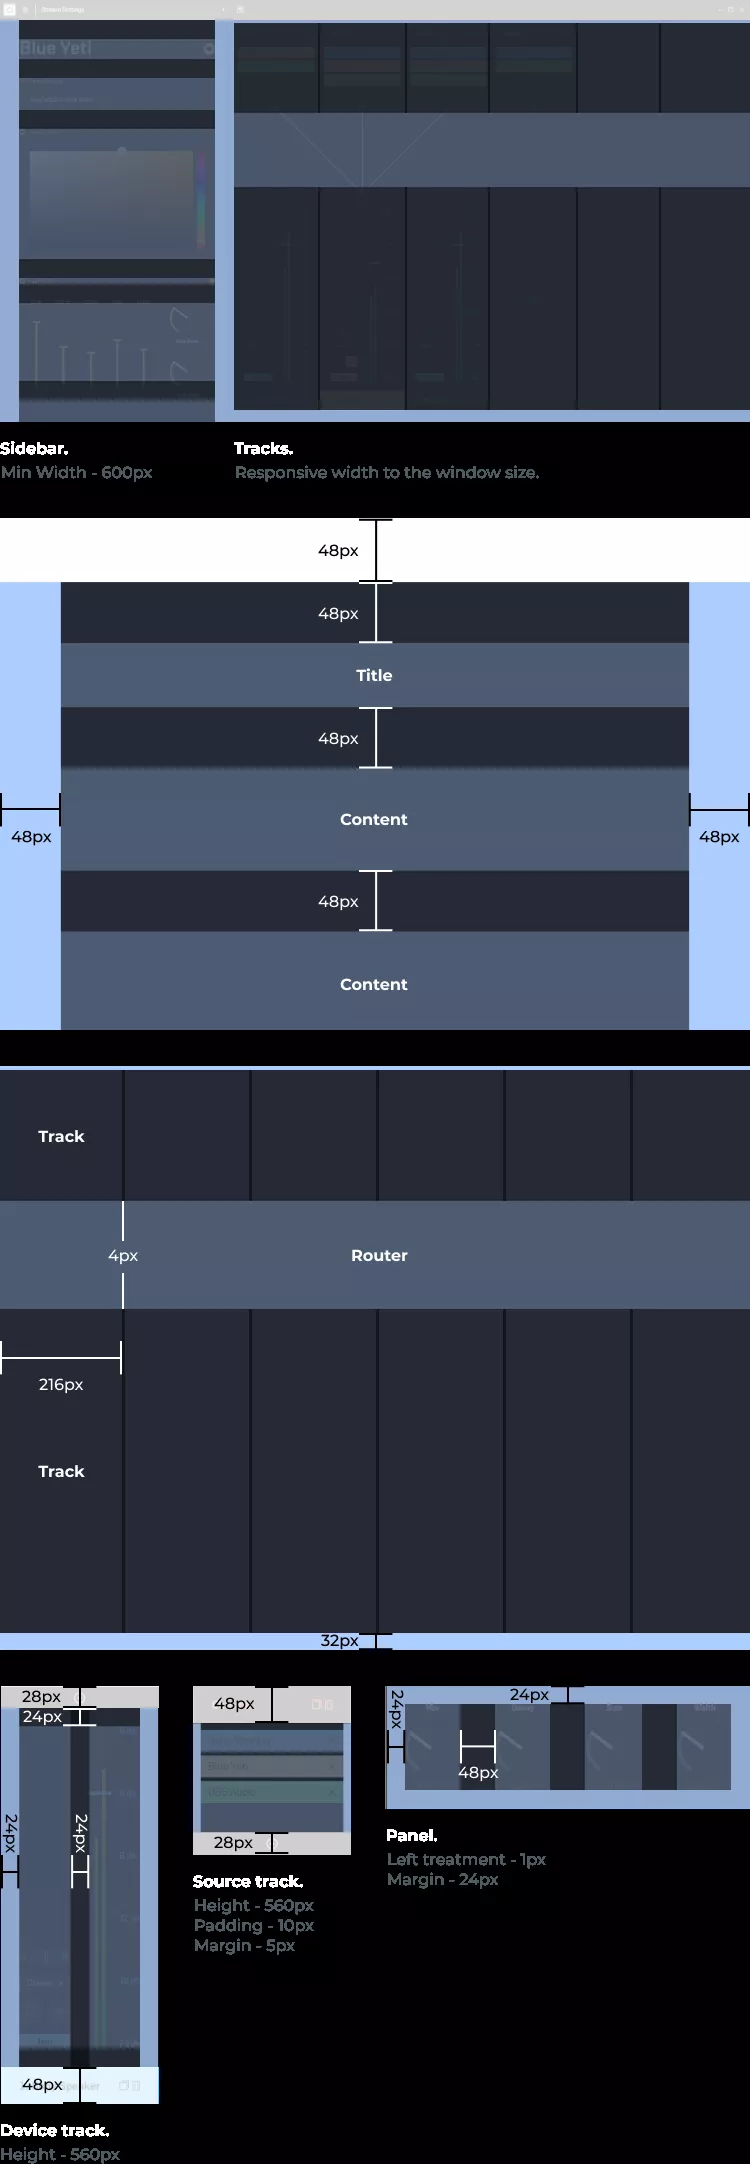 Blue Yeti
Sidebar.
Min Width - 600px
Tracks.
Responsive width to the window size.
48px
48px
Title
48px
Content
48px
48px
48px
Content
Track
4px
Router
216px
Track
32px
28px
24px
24px
24px
48px
Device track.
Height - 560px
48px
Blue Yeti
28px
Source track.
Height - 560px
Padding - 10px
Margin - 5px
24px
24px
48px
Panel.
Left treatment - 1px
Margin - 24px